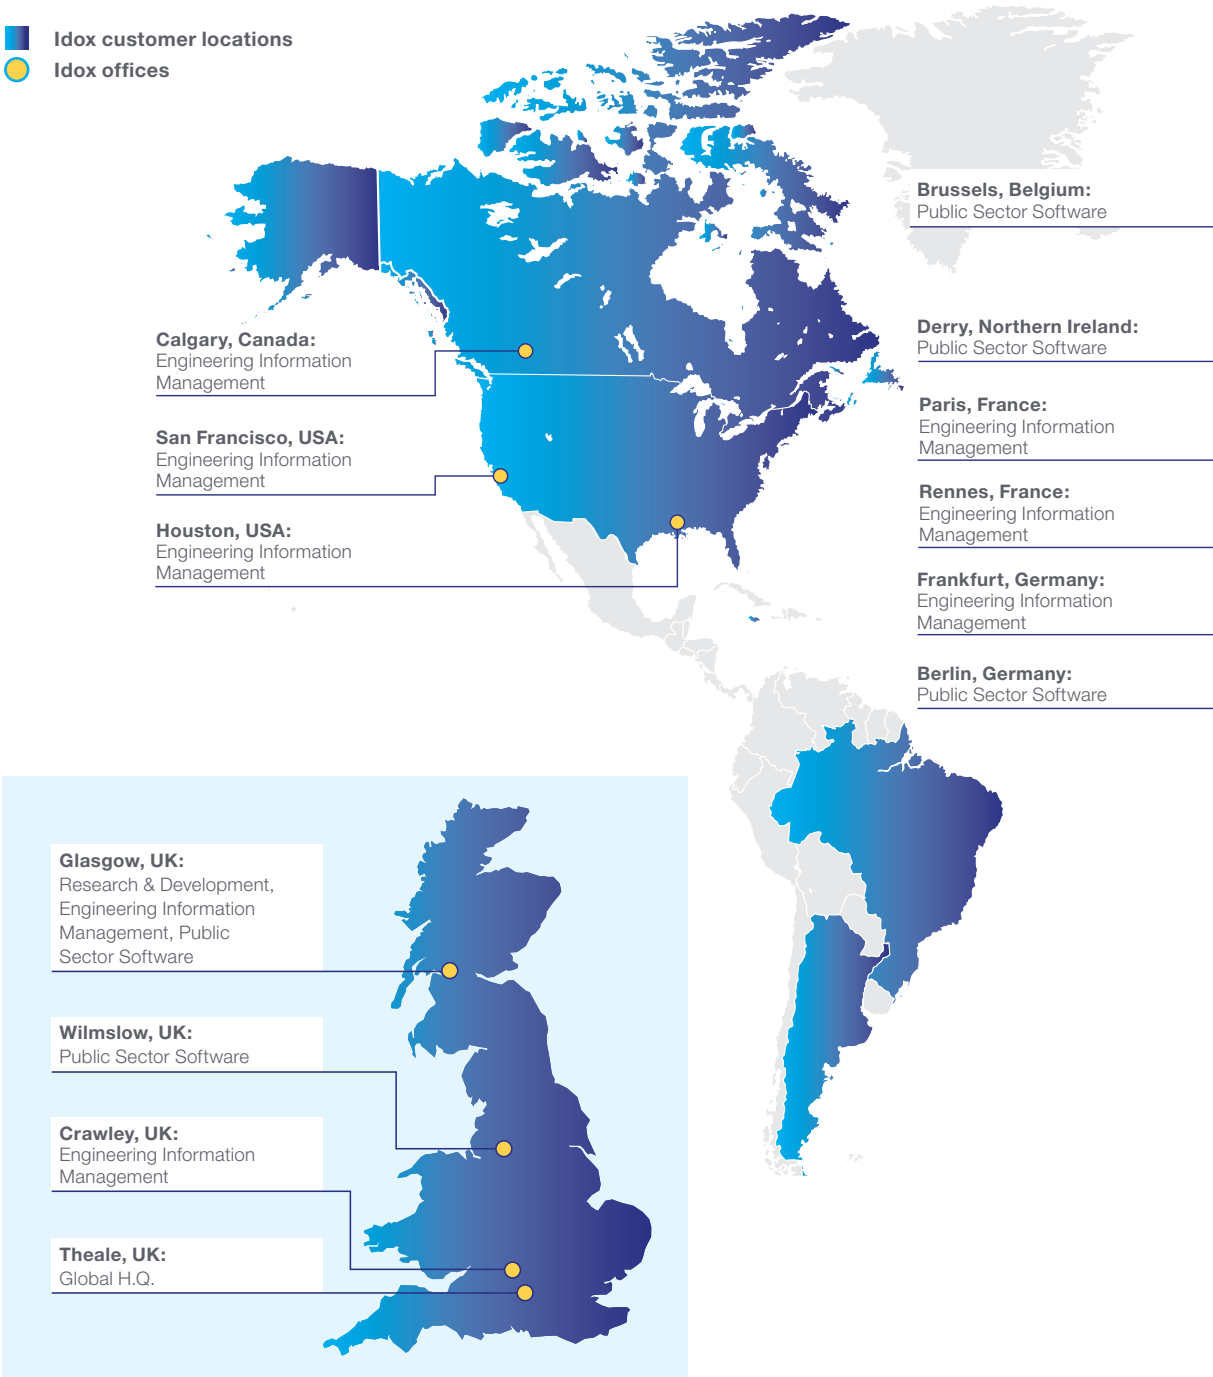 Idox customer locations
Idox offices
Calgary, Canada:
Engineering Information
Management
San Francisco, USA:
Engineering Information
Management
Houston, USA:
Engineering Information
Management
Brussels, Belgium:
Public Sector Software
Derry, Northern Ireland:
Public Sector Software
Paris, France:
Engineering Information
Management
Rennes, France:
Engineering Information
Management
Frankfurt, Germany:
Engineering Information
Management
Berlin, Germany:
Public Sector Software
Glasgow, UK:
Research & Development,
Engineering Information
Management, Public
Sector Software
Wilmslow, UK:
Public Sector Software
Crawley, UK:
Engineering Information
Management
Theale, UK:
Global H.Q.